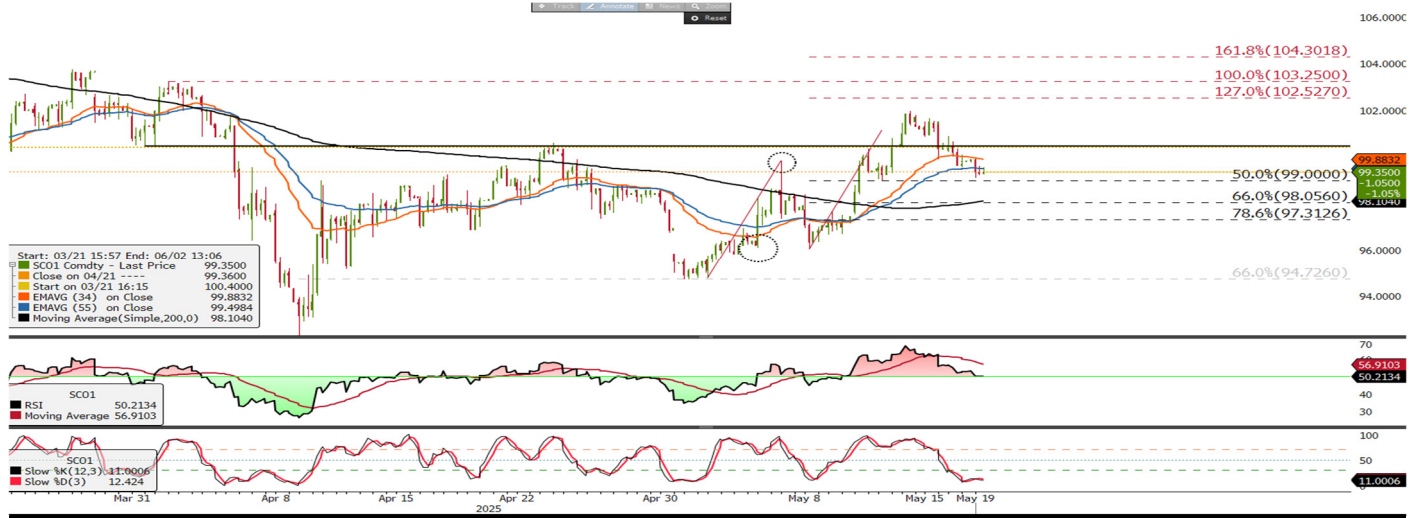 Track Annotate News Zoom
Reset
106.0000
161.8%(104.3018)
104.0000
100.0%(103.2500)
127.0%(102.5270)
102.0000
99.8832
50.0%(99.0000)
99.3500
-1.0500
-1.05%
66.0%(98.0560)
98.1040
78.6%(97.3126)
96.0000
66.0%(94.7260)
94.0000
Start: 03/21 15:57 End: 06/02 13:06
SCO1 Comdty - Last Price 99.3500
Close on 04/21 ---- 99.3600
Start on 03/21 16:15 100.4000
EMAVG (34) on Close 99.8832
EMAVG (55) on Close 99.4984
Moving Average(Simple,200,0) 98.1040
70
56.9103
50.2134
40
30
SCO1
RSI 50.2134
Moving Average 56.9103
100
50
11.0006
SCO1
Slow %K(12,3) 11.0006
Slow %D(3) 12.424
Mar 31 Apr 8 Apr 15 Apr 22 Apr 30 May 8 May 15 May 19
2025